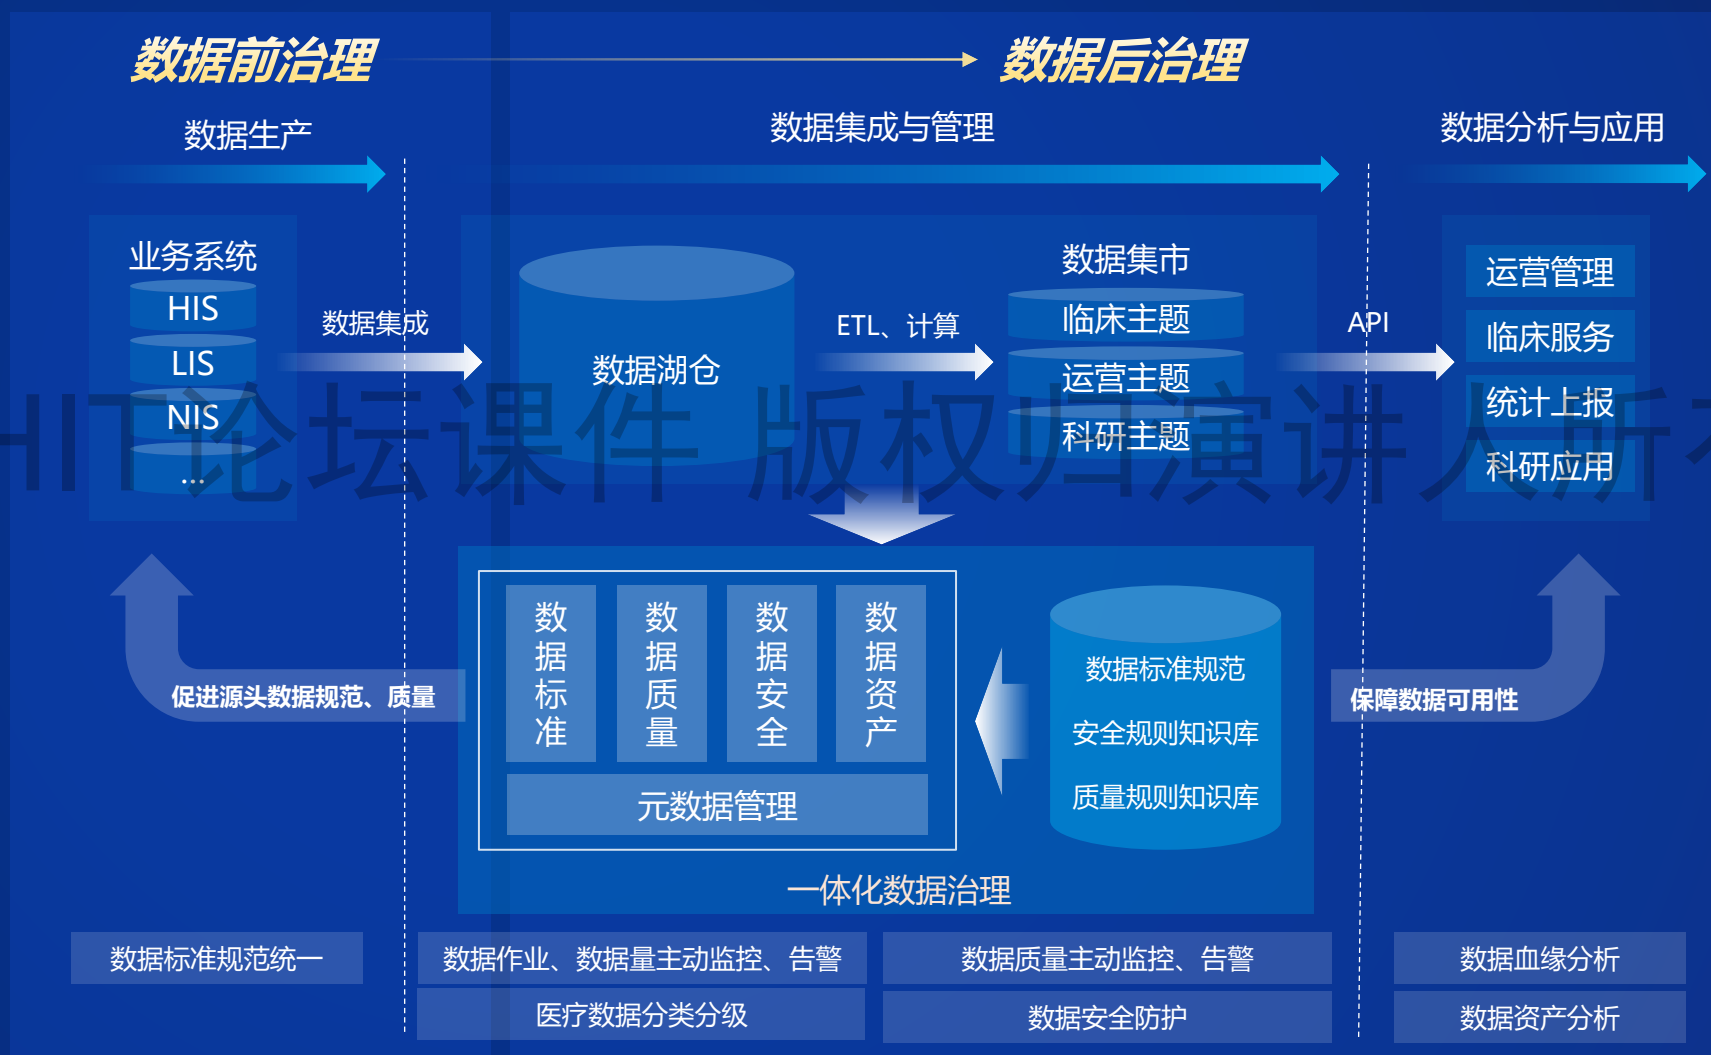 数据前治理
数据后治理
数据生产
数据集成与管理
数据分析与应用
业务系统
HIS
LIS
NIS
...
数据集成
数据湖仓
ETL、计算
数据集市
临床主题
运营主题
科研主题
API
运营管理
临床服务
统计上报
科研应用
HIT论坛课件 版权归演讲人所有
数据标准
数据质量
数据安全
数据资产
元数据管理
数据标准规范
安全规则知识库
质量规则知识库
一体化数据治理
促进源头数据规范、质量
保障数据可用性
数据标准规范统一
数据作业、数据量主动监控、告警
数据质量主动监控、告警
数据血缘分析
医疗数据分类分级
数据安全防护
数据资产分析